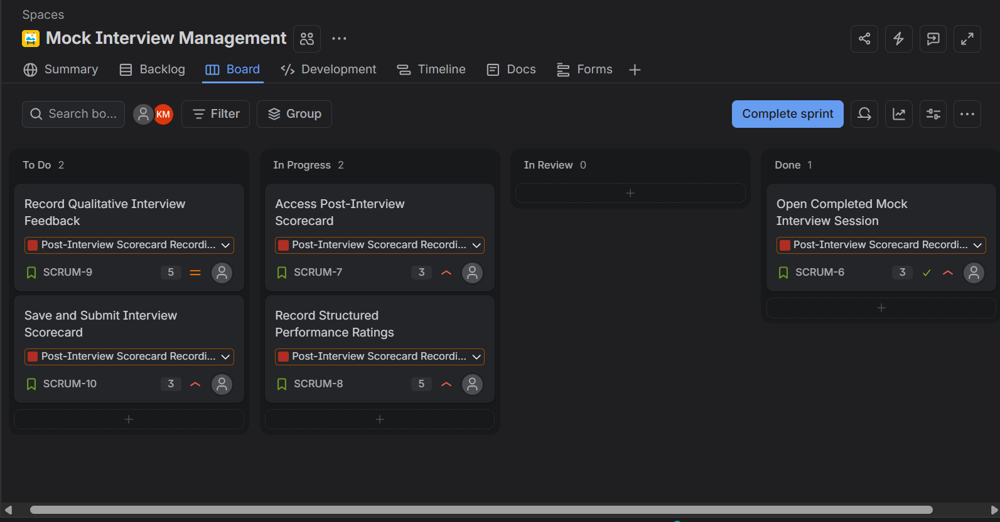 Spaces
Mock Interview Management
Summary
Backlog
Board
Development
Timeline
Docs
Forms
Search bo...
KM
Filter
Group
Complete sprint
To Do 2
Record Qualitative Interview
Feedback
Post-Interview Scorecard Recordi...
SCRUM-9
5
Save and Submit Interview
Scorecard
Post-Interview Scorecard Recordi...
SCRUM-10
3
In Progress 2
Access Post-Interview
Scorecard
Post-Interview Scorecard Recordi...
SCRUM-7
3
Record Structured
Performance Ratings
Post-Interview Scorecard Recordi...
SCRUM-8
5
In Review 0
Done 1
Open Completed Mock
Interview Session
Post-Interview Scorecard Recordi...
SCRUM-6
3